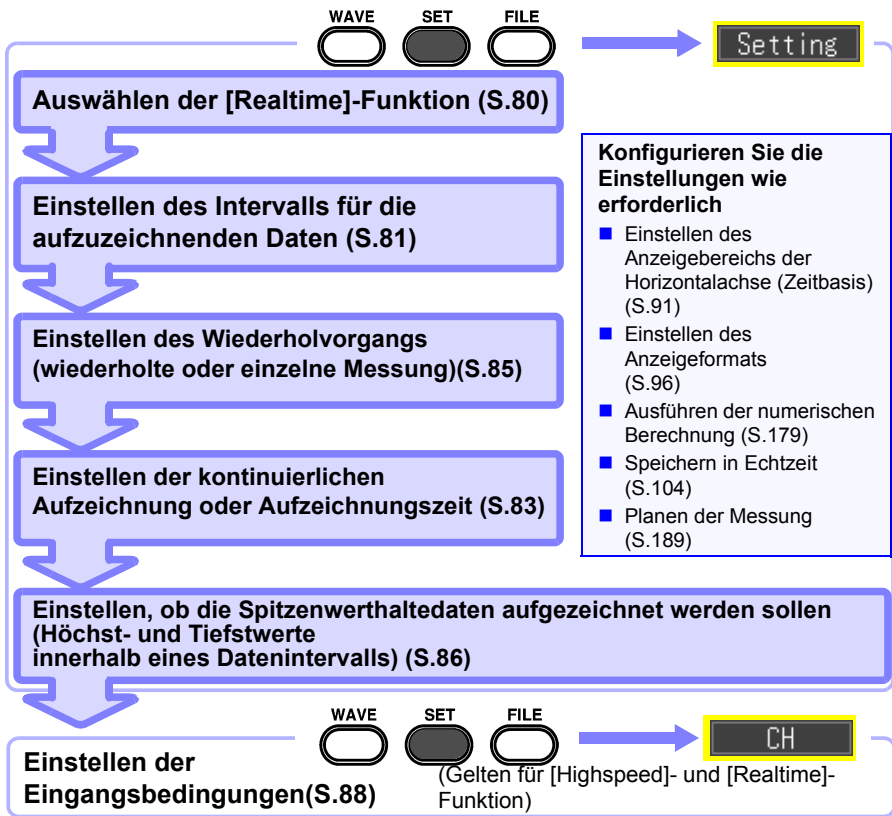 WAVE SET FILE
Setting
Auswählen der [Realtime]-Funktion (S.80)
Einstellen des Intervalls für die
aufzuzeichnenden Daten (S.81)
Einstellen des Wiederholvorgangs
(wiederholte oder einzelne Messung)(S.85)
Einstellen der kontinuierlichen
Aufzeichnung oder Aufzeichnungszeit (S.83)
Einstellen, ob die Spitzenwerthaltedaten aufgezeichnet werden sollen
(Höchst- und Tiefstwerte
innerhalb eines Datenintervalls) (S.86)
Konfigurieren Sie die
Einstellungen wie
erforderlich
■ Einstellen des
Anzeigebereichs der
Horizontalachse (Zeitbasis)
(S.91)
■ Einstellen des
Anzeigeformats
(S.96)
■ Ausführen der numerischen
Berechnung (S.179)
■ Speichern in Echtzeit
(S.104)
■ Planen der Messung
(S.189)
WAVE SET FILE
CH
Einstellen der
Eingangsbedingungen(S.88)
(Gelten für [Highspeed]- und [Realtime]-
Funktion)